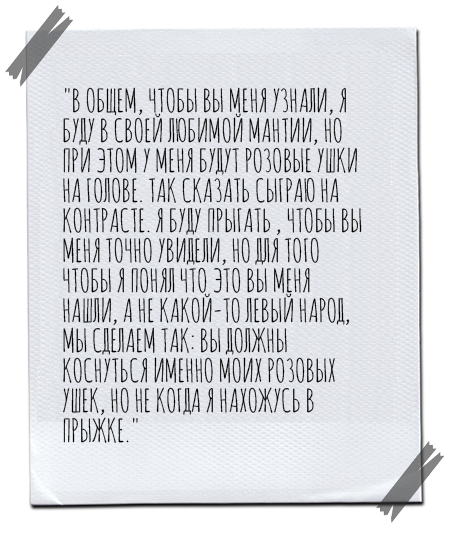 "В ОБЩЕМ, ЧТОБЫ ВЫ МЕНЯ УЗНАЛИ, Я
БУДУ В СВОЕЙ ЛЮБИМОЙ МАНТИИ, НО
ПРИ ЭТОМ У МЕНЯ БУДУТ РОЗОВЫЕ УШКИ
НА ГОЛОВЕ. ТАК СКАЗАТЬ СЫГРАЮ НА
КОНТРАСТЕ. Я БУДУ ПРЫГАТЬ , ЧТОБЫ ВЫ
МЕНЯ ТОЧНО УВИДЕЛИ, НО ДЛЯ ТОГО
ЧТОБЫ Я ПОНЯЛ ЧТО ЭТО ВЫ МЕНЯ
НАШЛИ, А НЕ КАКОЙ-ТО ЛЕВЫЙ НАРОД,
МЫ СДЕЛАЕМ ТАК: ВЫ ДОЛЖНЫ
КОСНУТЬСЯ ИМЕННО МОИХ РОЗОВЫХ
УШЕК, НО НЕ КОГДА Я НАХОЖУСЬ В
ПРЫЖКЕ."